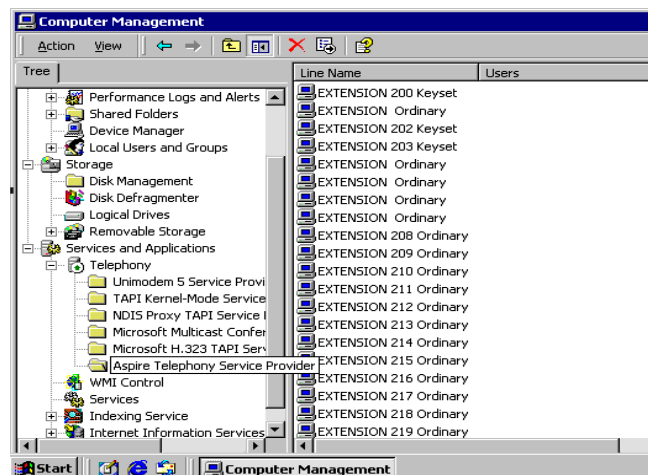 Computer Management
Action View
Tree
Performance Logs and Alerts
Shared Folders
Device Manager
Local Users and Groups
Storage
Disk Management
Disk Defragmenter
Logical Drives
Removable Storage
Services and Applications
Telephony
Unimodem 5 Service Provi
TAPI Kernel-Mode Service
NDIS Proxy TAPI Service
Microsoft Multicast Confer
Microsoft H.323 TAPI Serv
Aspire Telephony Service Provider
WMI Control
Services
Indexing Service
Internet Information Services
Line Name Users
EXTENSION 200 Keyset
EXTENSION Ordinary
EXTENSION 202 Keyset
EXTENSION 203 Keyset
EXTENSION Ordinary
EXTENSION Ordinary
EXTENSION Ordinary
EXTENSION Ordinary
EXTENSION 208 Ordinary
EXTENSION 209 Ordinary
EXTENSION 210 Ordinary
EXTENSION 211 Ordinary
EXTENSION 212 Ordinary
EXTENSION 213 Ordinary
EXTENSION 214 Ordinary
EXTENSION 215 Ordinary
EXTENSION 216 Ordinary
EXTENSION 217 Ordinary
EXTENSION 218 Ordinary
EXTENSION 219 Ordinary
Start Computer Management